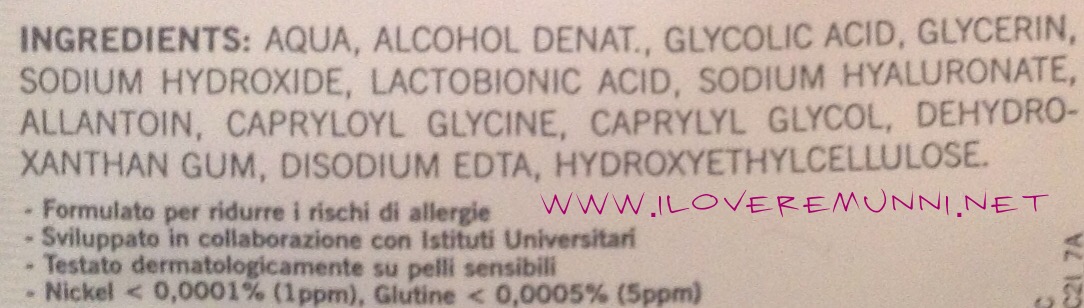 INGREDIENTS: AQUA, ALCOHOL DENAT., GLYCOLIC ACID, GLYCERIN,
SODIUM HYDROXIDE, LACTOBIONIC ACID, SODIUM HYALURONATE,
ALLANTOIN, CAPRYLOYL GLYCINE, CAPRYLYL GLYCOL, DEHYDRO-
XANTHAN GUM, DISODIUM EDTA, HYDROXYETHYLCELLULOSE.
- Formulato per ridurre i rischi di allergie
WWW.ILOVEREMUNNI.NET
- Sviluppato in collaborazione con Istituti Universitari
- Testato dermatologicamente su pelli sensibili
- Nickel < 0,0001% (1ppm), Glutine < 0,0005% (5ppm)
7A